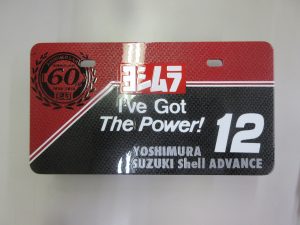 60
ヨシムラ
I've Got
The Power!
12
YOSHIMURA
SUZUKI Shell ADVANCE